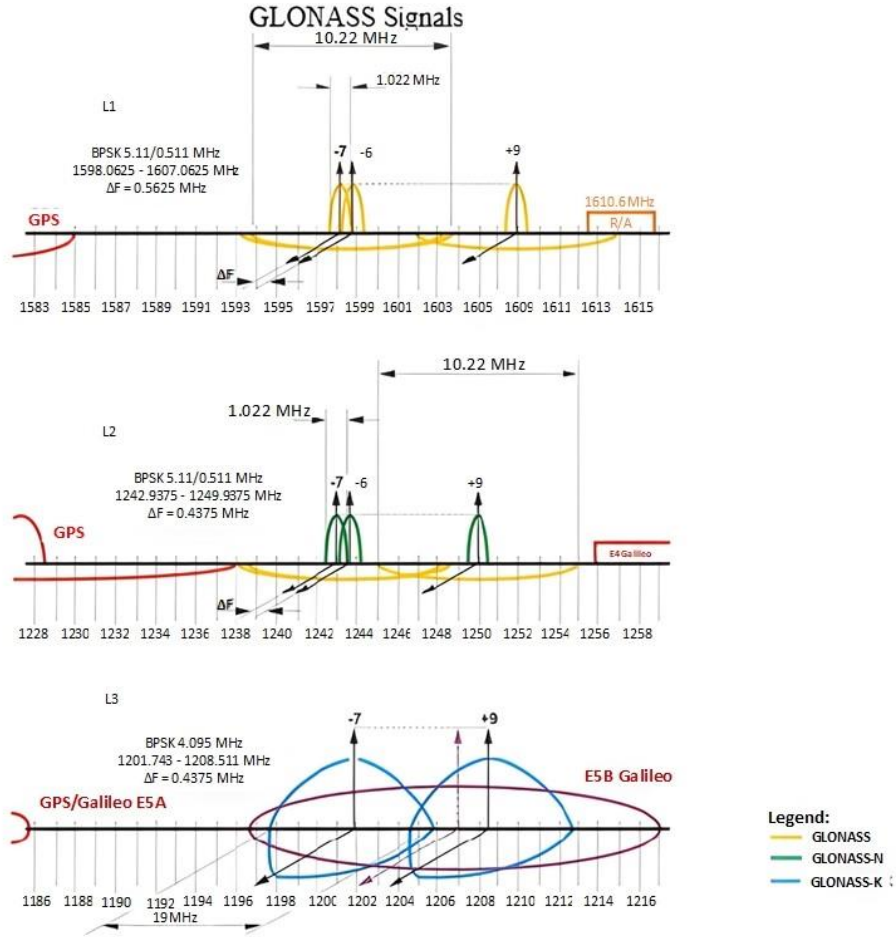 GLONASS Signals
10.22 MHz
1.022 MHz
L1
BPSK 5.11/0.511 MHz
1598.0625 - 1607.0625 MHz
ΔF = 0.5625 MHz
-7 -6 +9
1610.6 MHz
R/A
GPS
ΔF
1583 1585 1587 1589 1591 1593 1595 1597 1599 1601 1603 1605 1609 1611 1613 1615
10.22 MHz
1.022 MHz
L2
BPSK 5.11/0.511 MHz
1242.9375 - 1249.9375 MHz
ΔF = 0.4375 MHz
-7 -6 +9
GPS
E4 Galileo
ΔF
1228 1230 1232 1234 1236 1238 1240 1242 1244 1246 1248 1250 1252 1254 1256 1258
L3
BPSK 4.095 MHz
1201.743 - 1208.511 MHz
ΔF = 0.4375 MHz
-7 +9
GPS/Galileo E5A
E5B Galileo
1186 1188 1190 1192 1194 1196 1198 1200 1202 1204 1206 1208 1210 1212 1214 1216
19 MHz
Legend:
GLONASS
GLONASS-N
GLONASS-K